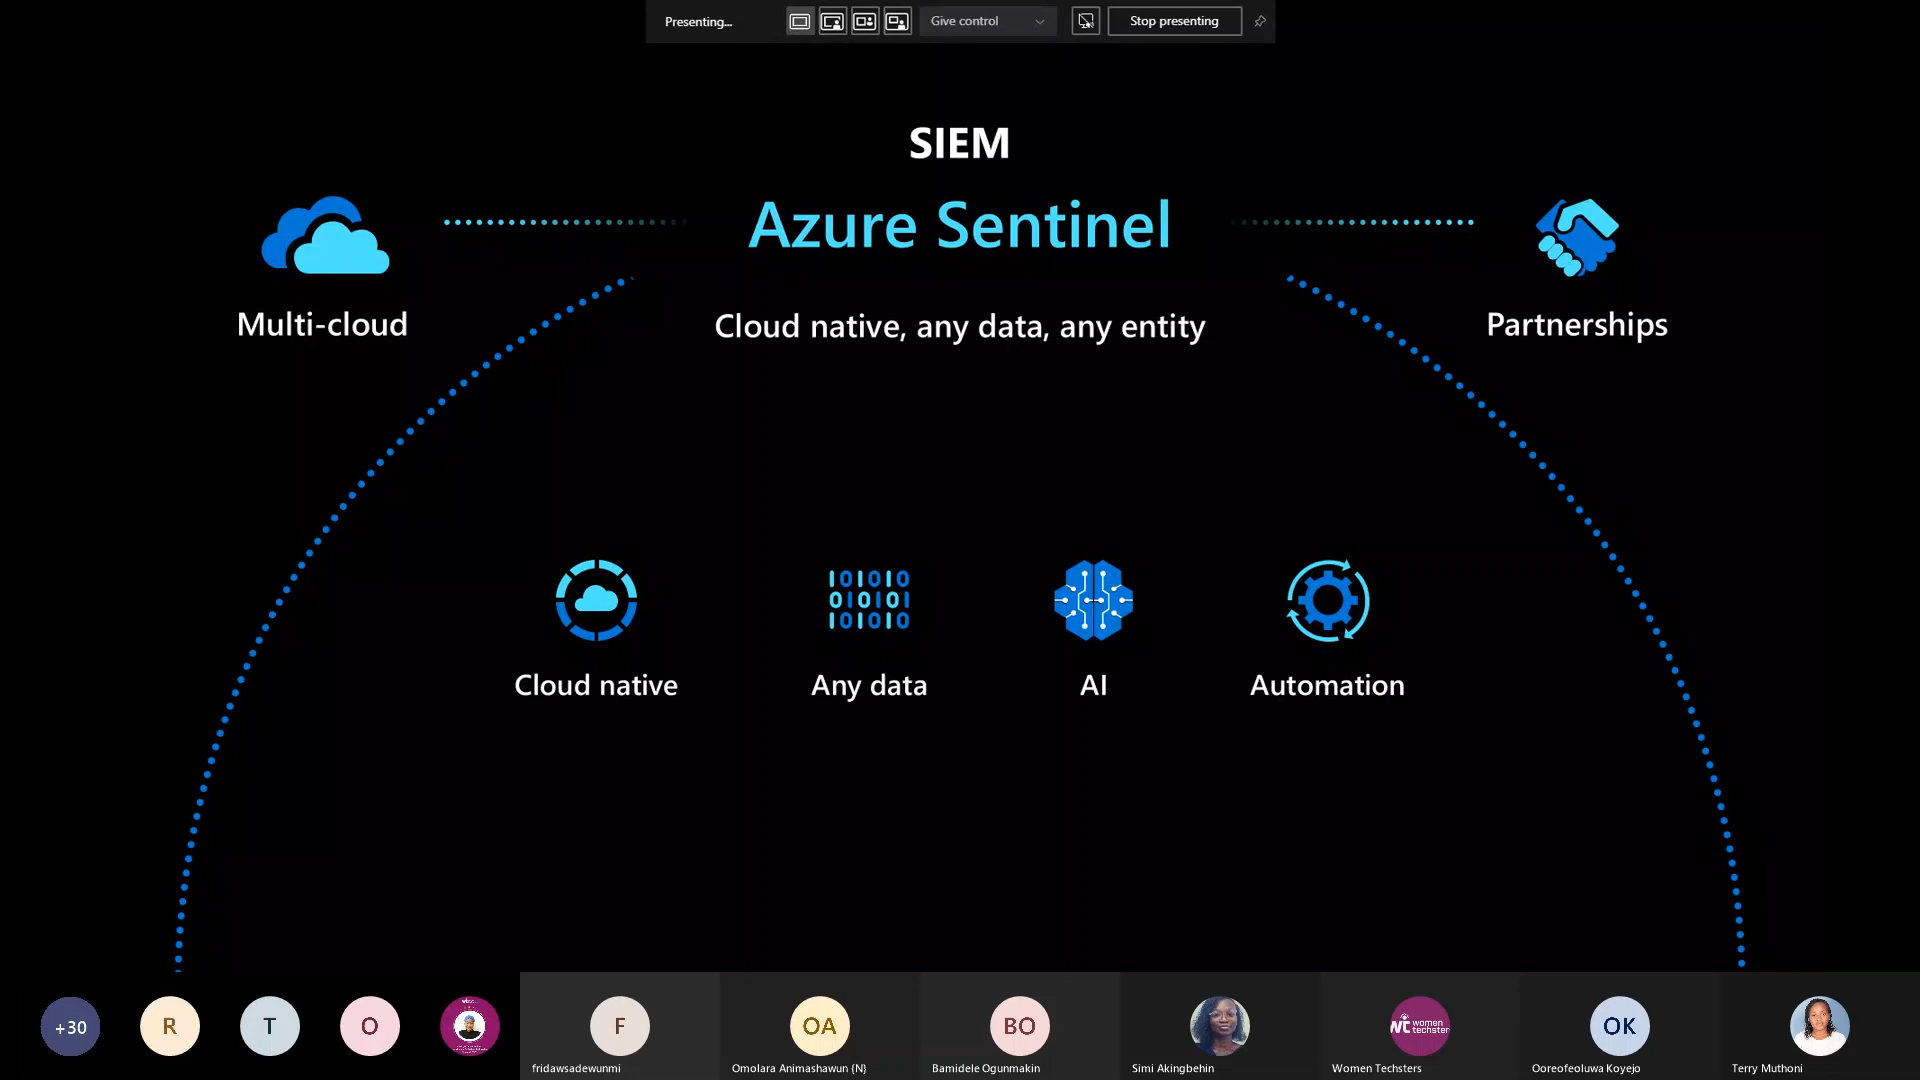 Presenting...
Give control
Stop presenting
SIEM
Azure Sentinel
Multi-cloud
Cloud native, any data, any entity
Partnerships
101010
010101
101010
Cloud native
Any data
AI
Automation
+30
R
T
O
F
OA
BO
women
techster
OK
fridawsadewunmi
Omolara Animashawun (N)
Bamidele Ogunmakin
Simi Akingbehin
Women Techsters
Ooreofeoluwa Koyejo
Terry Muthoni